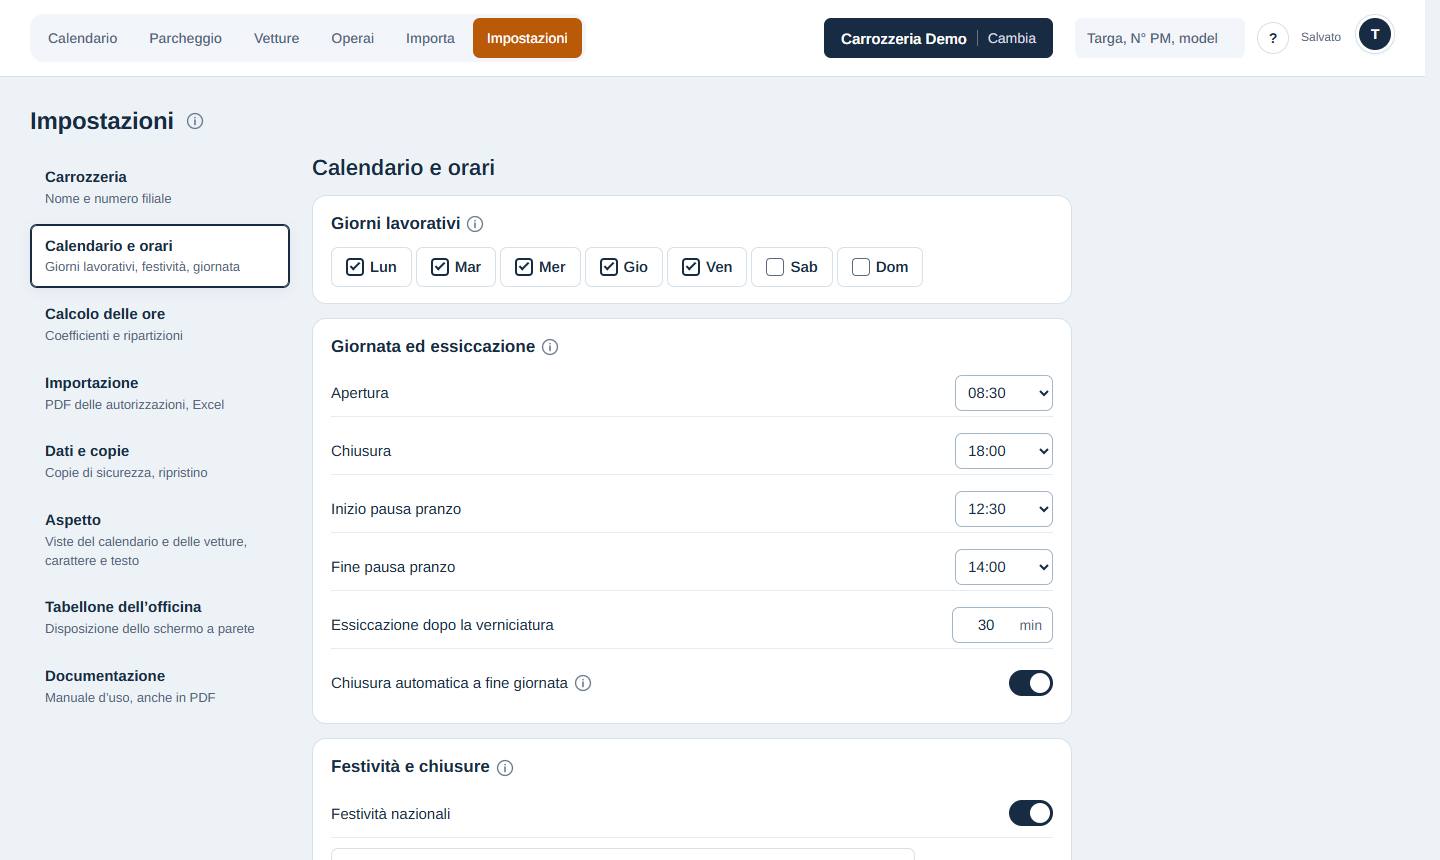 Calendario
Parcheggio
Vetture
Operai
Importa
Impostazioni
Carrozzeria Demo
Cambia
Targa, N° PM, model
?
Salvato
T
Impostazioni
Carrozzeria
Nome e numero filiale
Calendario e orari
Giorni lavorativi, festività, giornata
Calcolo delle ore
Coefficienti e ripartizioni
Importazione
PDF delle autorizzazioni, Excel
Dati e copie
Copie di sicurezza, ripristino
Aspetto
Viste del calendario e delle vetture,
carattere e testo
Tabellone dell’officina
Disposizione dello schermo a parete
Documentazione
Manuale d’uso, anche in PDF
Calendario e orari
Giorni lavorativi
Lun
Mar
Mer
Gio
Ven
Sab
Dom
Giornata ed essiccazione
Apertura
08:30
Chiusura
18:00
Inizio pausa pranzo
12:30
Fine pausa pranzo
14:00
Essiccazione dopo la verniciatura
30 min
Chiusura automatica a fine giornata
Festività e chiusure
Festività nazionali